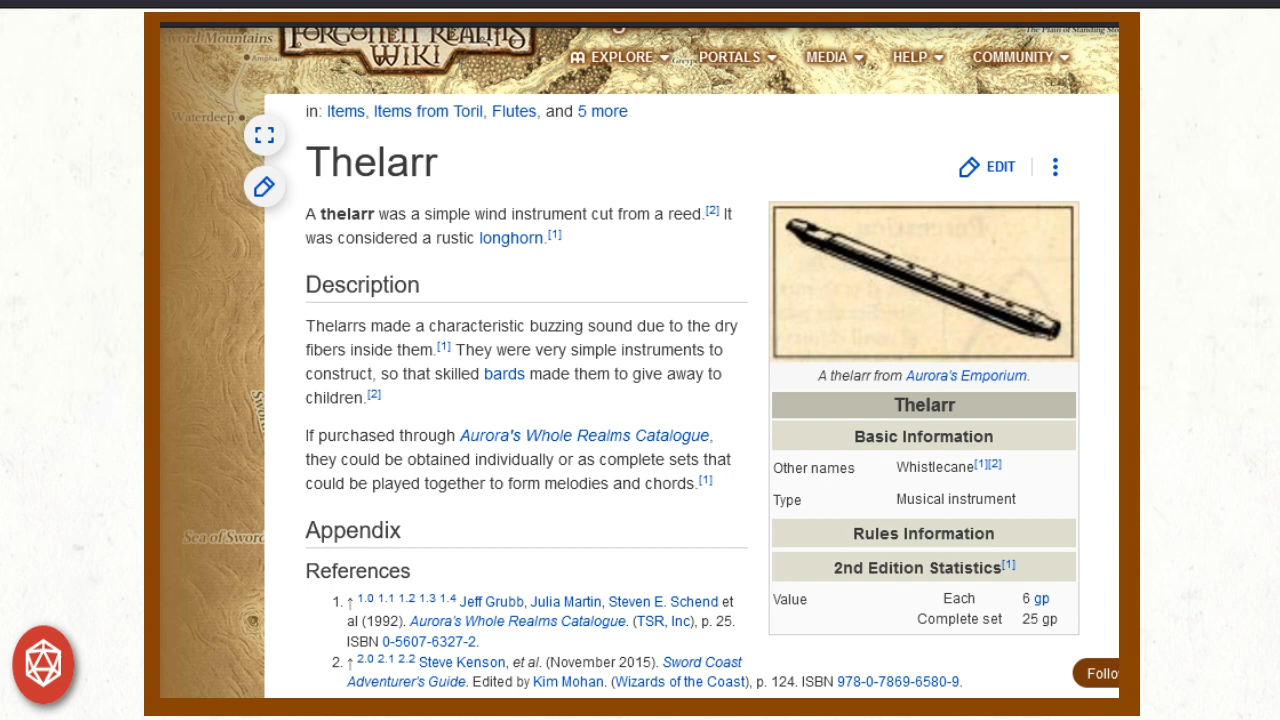 Sword Mountains
FORGOTTEN REALMS
WIKI
The Plain of Standing Sto
Amphai
EXPLORE
Greyp
PORTALS
MEDIA
HELP
COMMUNITY
Waterdeep
in: Items, Items from Toril, Flutes, and 5 more
Thelarr
EDIT
A thelarr was a simple wind instrument cut from a reed.[2] It
was considered a rustic longhorn.[1]
Description
Thelarrs made a characteristic buzzing sound due to the dry
fibers inside them.[1] They were very simple instruments to
construct, so that skilled bards made them to give away to
children.[2]
If purchased through Aurora's Whole Realms Catalogue,
they could be obtained individually or as complete sets that
could be played together to form melodies and chords.[1]
Appendix
References
1. ↑ 1.0 1.1 1.2 1.3 1.4 Jeff Grubb, Julia Martin, Steven E. Schend et
al (1992). Aurora's Whole Realms Catalogue. (TSR, Inc), p. 25.
ISBN 0-5607-6327-2.
2. ↑ 2.0 2.1 2.2 Steve Kenson, et al. (November 2015). Sword Coast
Adventurer's Guide. Edited by Kim Mohan. (Wizards of the Coast), p. 124. ISBN 978-0-7869-6580-9.
A thelarr from Aurora's Emporium.
Thelarr
Basic Information
Other names Whistlecane[1][2]
Type Musical instrument
Rules Information
2nd Edition Statistics[1]
Value Each 6 gp
Complete set 25 gp
Sea of Sword
Follo